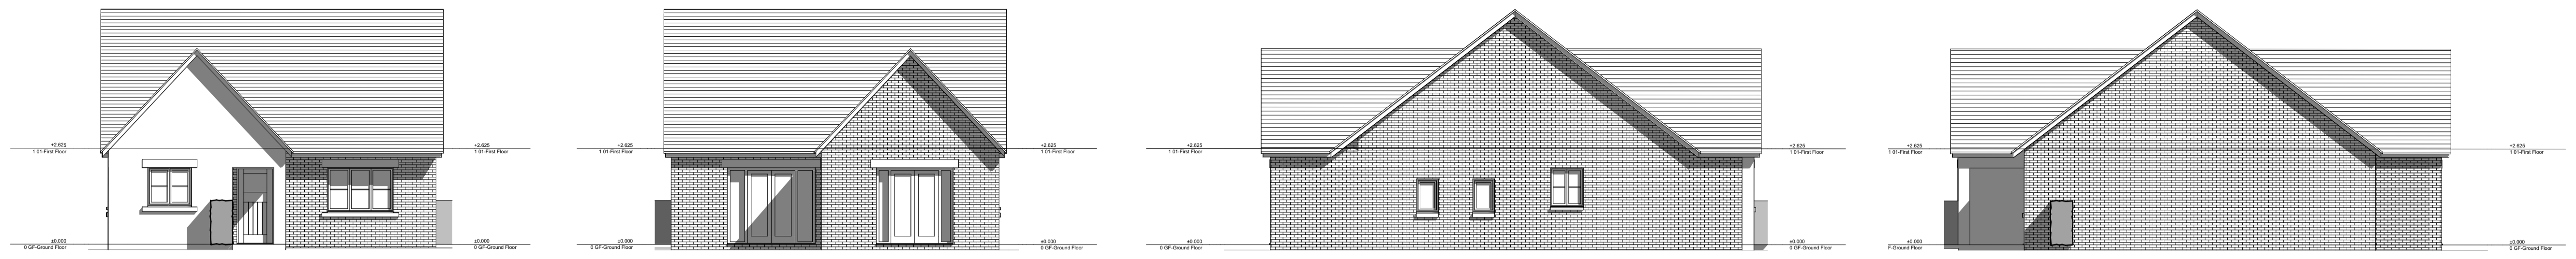 +2.625
1 01-First Floor
±0.000
0 GF-Ground Floor
+2.625
1 01-First Floor
±0.000
0 GF-Ground Floor
+2.625
1 01-First Floor
±0.000
0 GF-Ground Floor
+2.625
1 01-First Floor
±0.000
0 GF-Ground Floor
+2.625
1 01-First Floor
±0.000
0 GF-Ground Floor
+2.625
1 01-First Floor
±0.000
0 GF-Ground Floor
+2.625
1 01-First Floor
±0.000
F-Ground Floor
+2.625
1 01-First Floor
±0.000
0 GF-Ground Floor